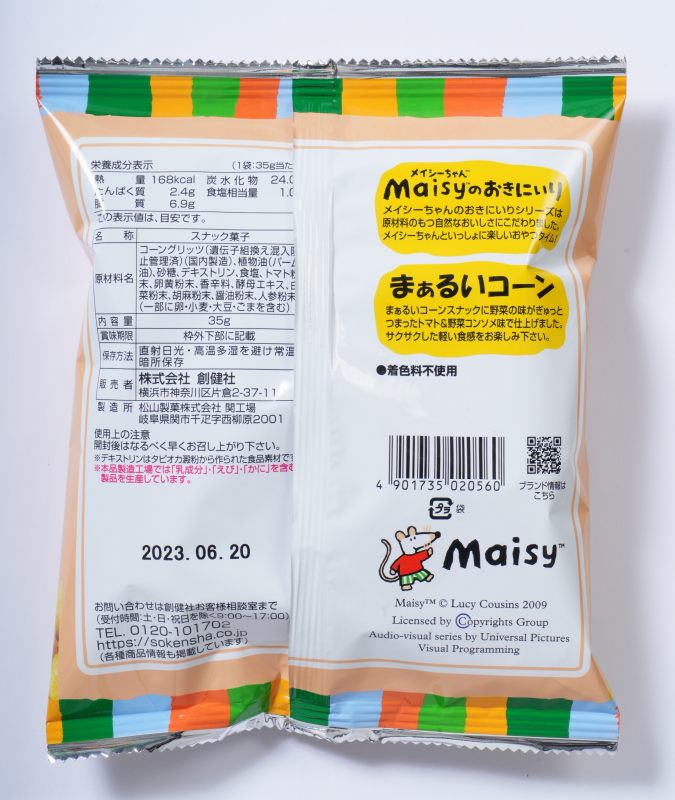 栄養成分表示 (1袋:35g当た
熱 量 168kcal 炭水化物 24.0
たんぱく質 2.4g 食塩相当量 1.0
脂 質 6.9g
この表示値は、目安です。
名 称 スナック菓子
原材料名 コーングリッツ(遺伝子組換え混入防
止管理済)(国内製造)、植物油(パーム
油)、砂糖、デキストリン、食塩、トマト粉
末、卵黄粉末、香辛料、酵母エキス、白
菜粉末、胡麻粉末、醤油粉末、人参粉末
(一部に卵・小麦・大豆・ごまを含む)
内容量 35g
賞味期限 枠外下部に記載
保存方法 直射日光・高温多湿を避け常温
暗所保存
販売者 株式会社 創健社
横浜市神奈川区片倉2-37-11
製造所 松山製菓株式会社 関工場
岐阜県関市千疋字西柳原2001
使用上の注意
開封後はなるべく早くお召し上がり下さい。
※デキストリンはタピオカ澱粉から作られた食品素材です
※本品製造工場では「乳成分」・「えび」・「かに」を含む
製品を生産しています。
2023.06.20
お問い合わせは創健社お客様相談室まで
(受付時間:土・日・祝日を除く9:00~17:00)
TEL. 0120-101702
https://sokensha.co.jp
(各種商品情報も掲載しています)
メイシーちゃん™
Maisyのおきにいり
メイシーちゃんのおきにいりシリーズは
原材料のもつ自然なおいしさにこだわりました。
メイシーちゃんといっしょに楽しいおやつタイム!
まぁるいコーン
まぁるいコーンスナックに野菜の味がぎゅっと
つまったトマト&野菜コンソメ味で仕上げました。
サクサクした軽い食感をお楽しみ下さい。
●着色料不使用
4 901735 020560
ブランド情報は
こちら
プラ 袋
Maisy™
Maisy™ © Lucy Cousins 2009
Licensed by Copyrights Group
Audio-visual series by Universal Pictures
Visual Programming